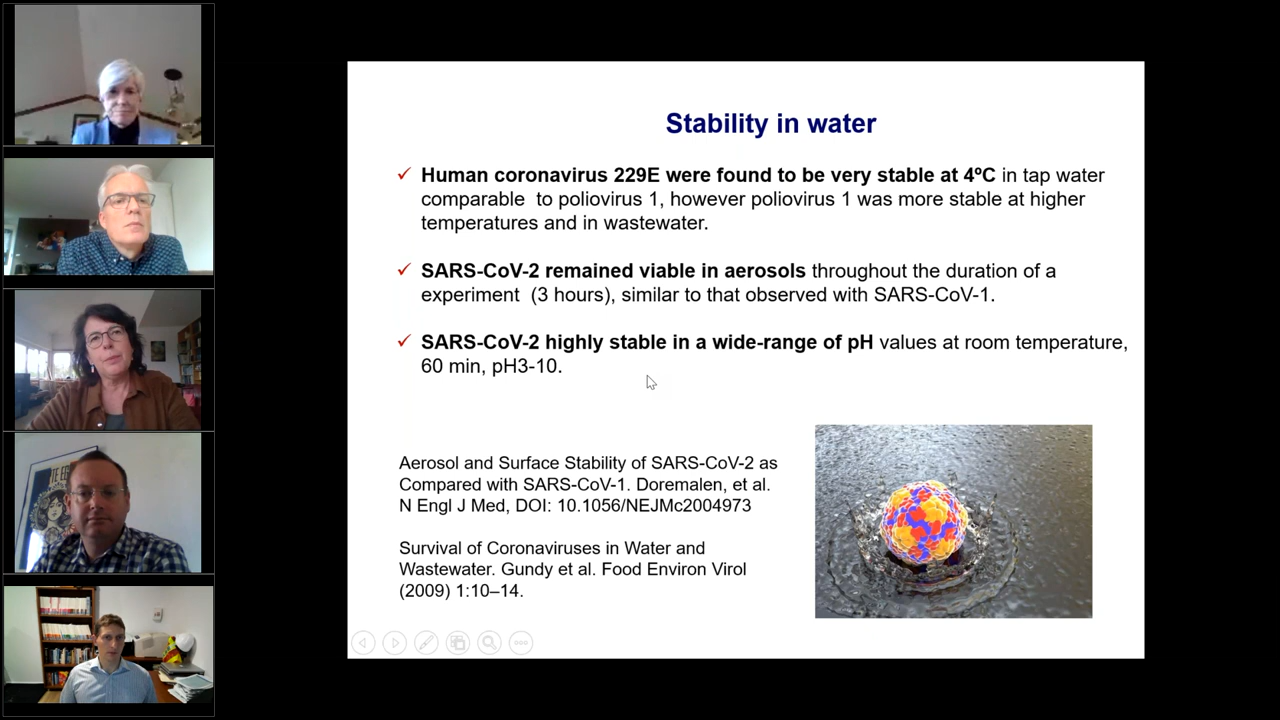 Stability in water
✓ Human coronavirus 229E were found to be very stable at 4ºC in tap water
comparable to poliovirus 1, however poliovirus 1 was more stable at higher
temperatures and in wastewater.
✓ SARS-CoV-2 remained viable in aerosols throughout the duration of a
experiment (3 hours), similar to that observed with SARS-CoV-1.
✓ SARS-CoV-2 highly stable in a wide-range of pH values at room temperature,
60 min, pH3-10.
Aerosol and Surface Stability of SARS-CoV-2 as
Compared with SARS-CoV-1. Doremalen, et al.
N Engl J Med, DOI: 10.1056/NEJMc2004973
Survival of Coronaviruses in Water and
Wastewater. Gundy et al. Food Environ Virol
(2009) 1:10–14.